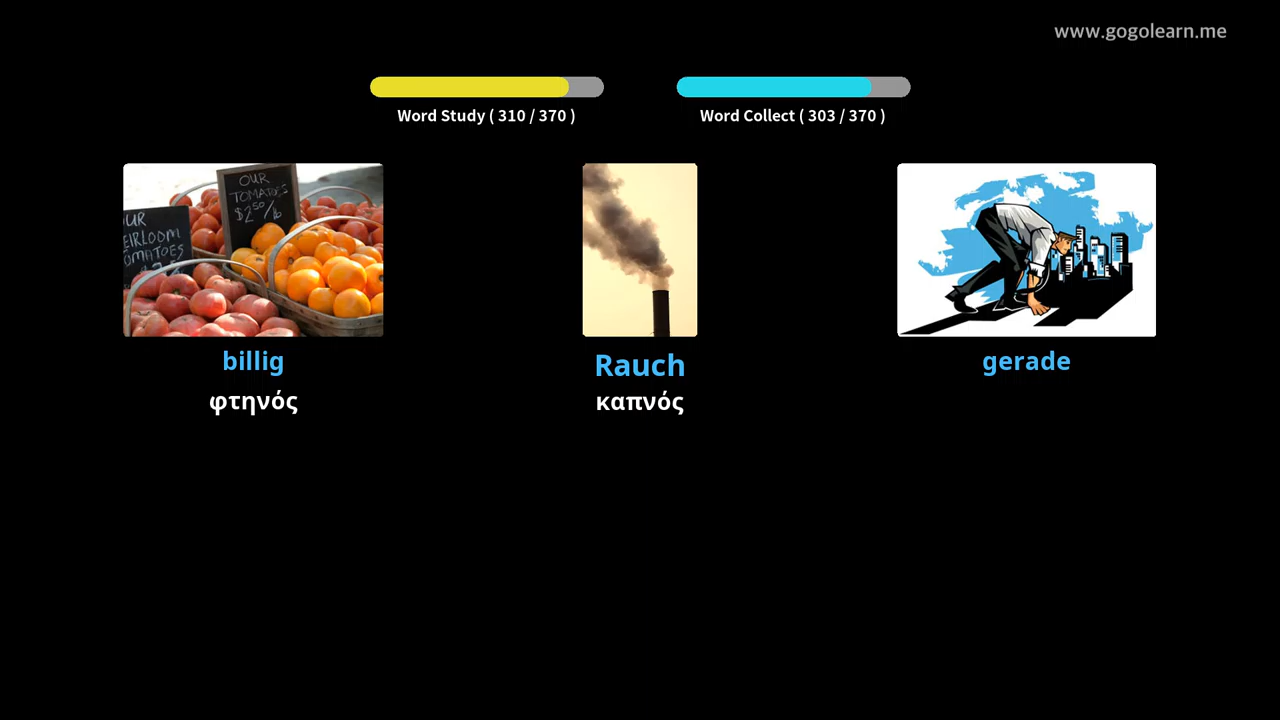 www.gogolearn.me
Word Study ( 310 / 370 )
Word Collect ( 303 / 370 )
OUR
TOMATOES
$2.50/lb
OUR
HEIRLOOM
TOMATOES
billig
Rauch
gerade
φτηνός
καπνός